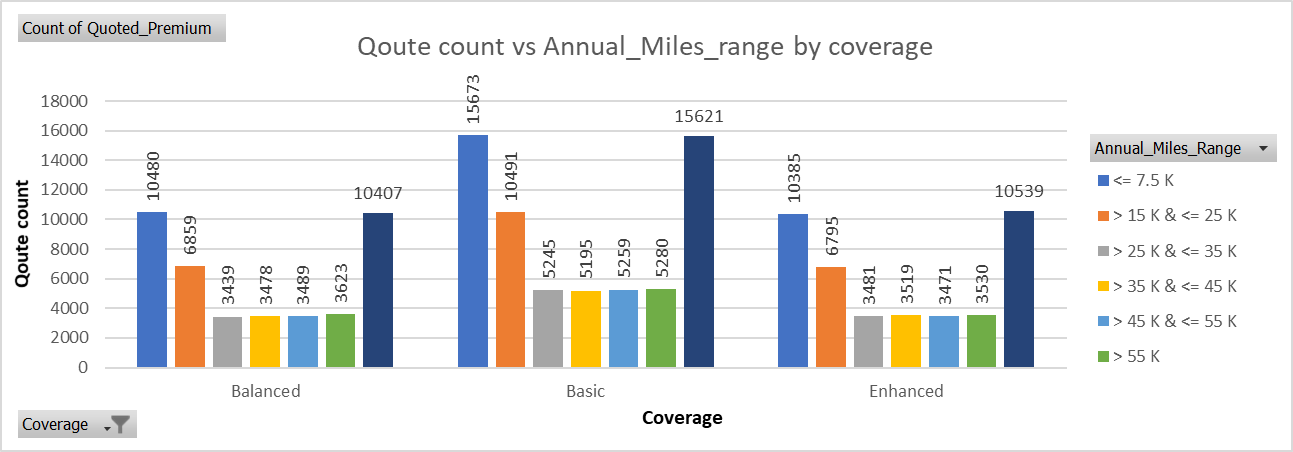 Count of Quoted_Premium
Qoute count vs Annual_Miles_range by coverage
Qoute count
18000
16000
14000
12000
10000
8000
6000
4000
2000
0
10480
6859
3439
3478
3489
3623
10407
15673
10491
5245
5195
5259
5280
15621
10385
6795
3481
3519
3471
3530
10539
Balanced
Basic
Enhanced
Coverage
Annual_Miles_Range
<= 7.5 K
> 15 K & <= 25 K
> 25 K & <= 35 K
> 35 K & <= 45 K
> 45 K & <= 55 K
> 55 K
Coverage